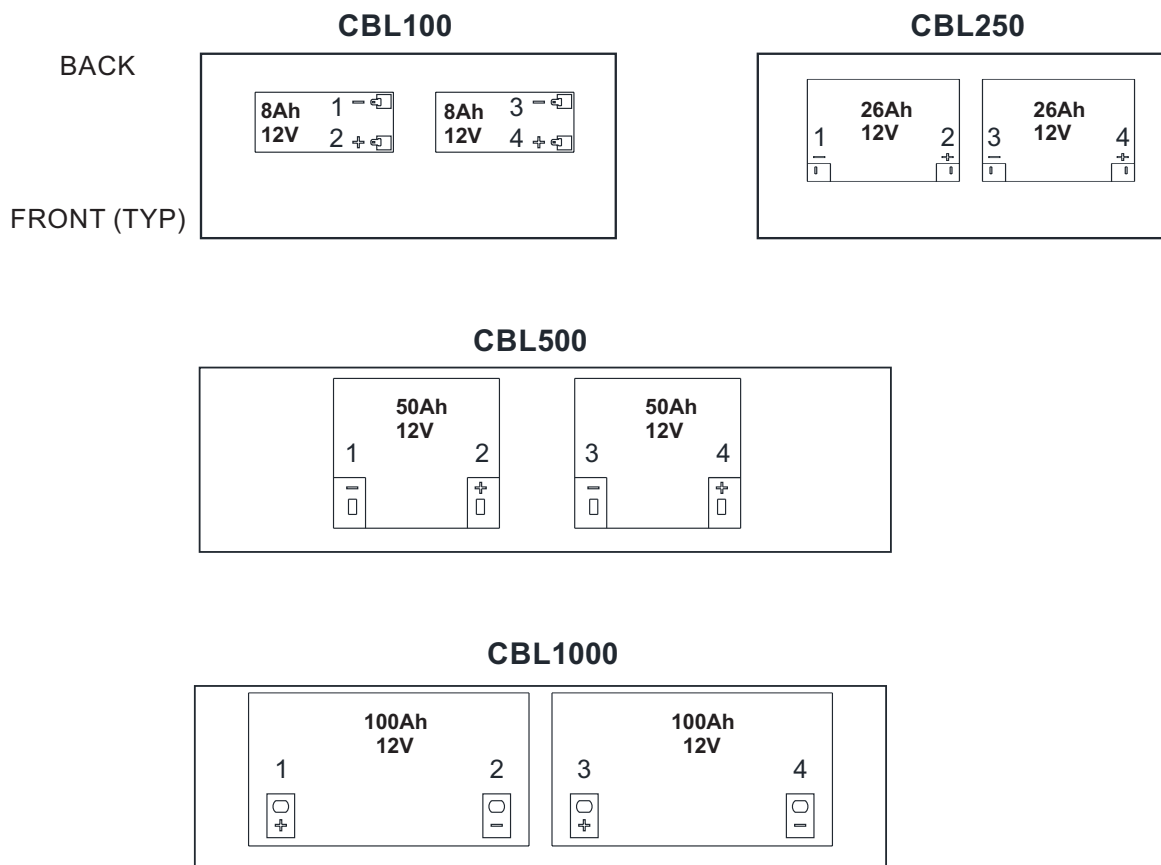 CBL100
CBL250
BACK
FRONT (TYP)
8Ah
12V
1 −
2 +
8Ah
12V
3 −
4 +
26Ah
12V
1
−
2
+
26Ah
12V
3
−
4
+
CBL500
50Ah
12V
1
−
2
+
50Ah
12V
3
−
4
+
CBL1000
100Ah
12V
1
+
2
−
100Ah
12V
3
+
4
−